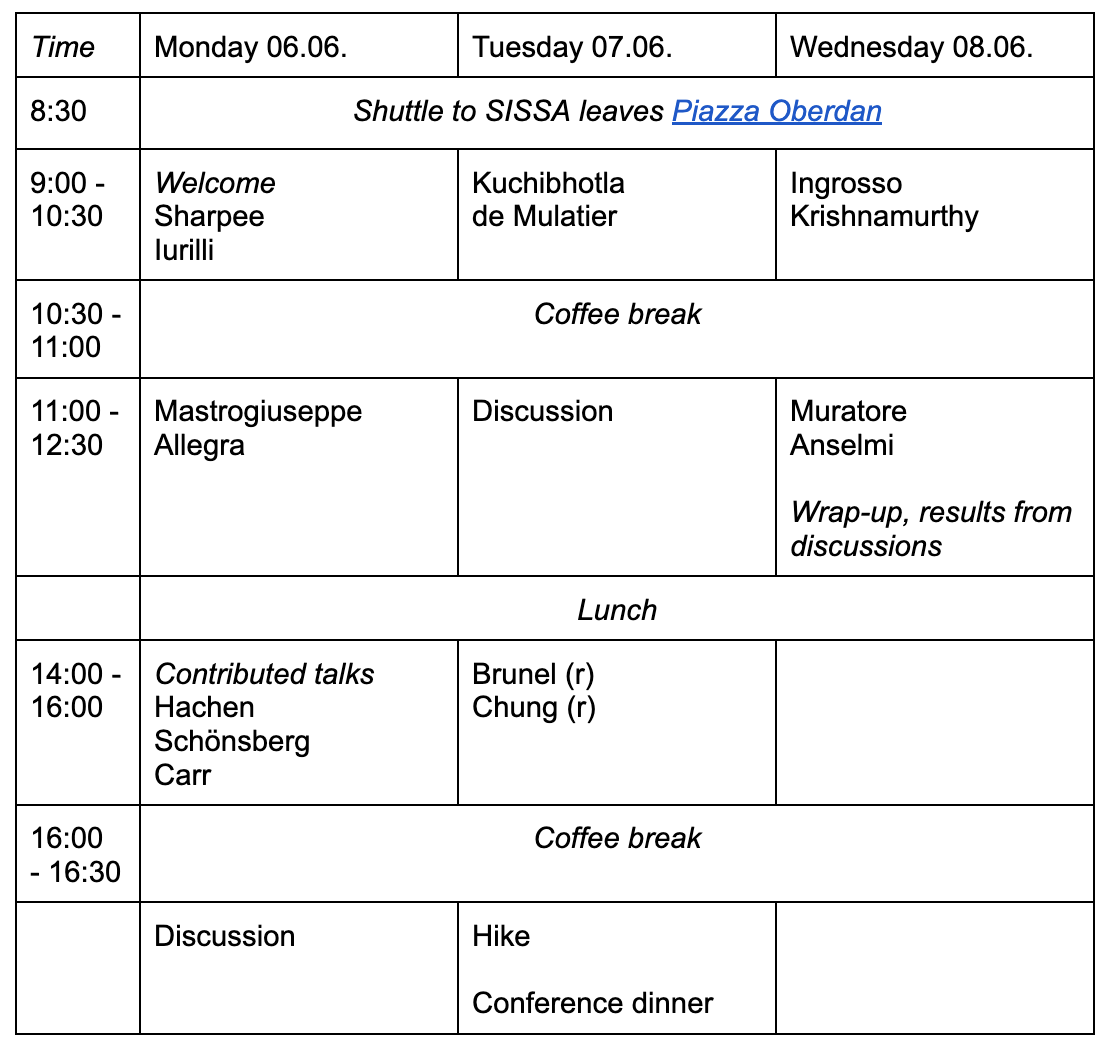 Time Monday 06.06. Tuesday 07.06. Wednesday 08.06.
8:30 Shuttle to SISSA leaves Piazza Oberdan
9:00 -
10:30
Welcome
Sharpee
Iurilli
Kuchibhotla
de Mulatier
Ingrosso
Krishnamurthy
10:30 -
11:00
Coffee break
11:00 -
12:30
Mastrogiuseppe
Allegra
Discussion
Muratore
Anselmi
Wrap-up, results from
discussions
Lunch
14:00 -
16:00
Contributed talks
Hachen
Schönsberg
Carr
Brunel (r)
Chung (r)
16:00
- 16:30
Coffee break
Discussion
Hike
Conference dinner